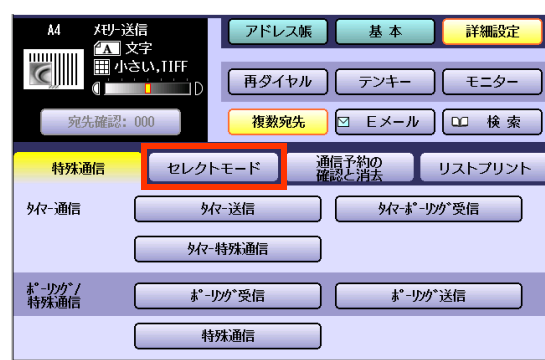 A4 ﾒﾓﾘｰ送信
A 文字
小さい,TIFF
D
宛先確認: 000
アドレス帳
基 本
詳細設定
再ダイヤル
テンキー
モニター
複数宛先
Eメール
検 索
特殊通信
セレクトモード
通信予約の
確認と消去
リストプリント
ﾀｲﾏｰ通信
ﾀｲﾏｰ送信
ﾀｲﾏｰﾎﾟｰﾘﾝｸﾞ受信
ﾀｲﾏｰ特殊通信
ﾎﾟｰﾘﾝｸﾞ/
特殊通信
ﾎﾟｰﾘﾝｸﾞ受信
ﾎﾟｰﾘﾝｸﾞ送信
特殊通信